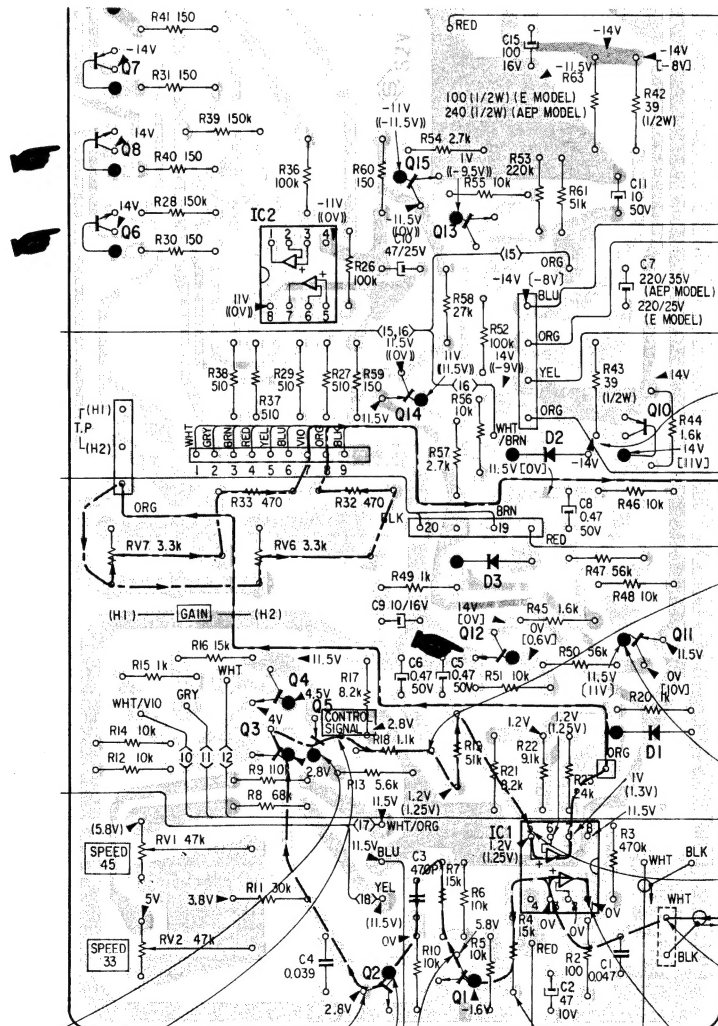 R41 150
RED
-14V
Q7
C15
100
16V
-14V
-14V
[-8V]
-11.5V
R63
R31 150
100 (1/2W) (E MODEL)
240 (1/2W) (AEP MODEL)
R42
39
(1/2W)
R39 150k
14V
Q8
-11V
((-11.5V))
R54 2.7k
R40 150
R36
100k
R60
150
Q15
1V
((-9.5V))
R53
220k
R55 10k
R61
51k
C11
10
50V
14V
Q6
R28 150k
-11V
((0V))
IC2
1 2 3 4
11.5V
((0V))
Q13
C10
47/25V
R30 150
R26
100k
(15)
ORG
-14V [-8V]
BLU
C7
220/35V
(AEP MODEL)
220/25V
(E MODEL)
11V
((0V))
8 7 6 5
R58
27k
(15,16)
11.5V
((0V))
R52
100k
14V
((-9V))
ORG
R38
510
R37
510
R29
510
R27
510
R59
150
11V
((11.5V))
YEL
R43
39
(1/2W)
14V
(16)
Q14
11.5V
R56
10k
ORG
Q10
R44
1.6k
(H1)
T.P
(H2)
WHT
GRY
BRN
RED
YEL
BLU
VIO
ORG
BLK
1 2 3 4 5 6 7 8 9
WHT
/BRN
D2
11.5V [0V]
-14V
14V
[11V]
R57
2.7k
ORG
R33 470
R32 470
BLK
20
BRN
19
C8
0.47
50V
R46 10k
RED
RV7 3.3k
RV6 3.3k
D3
R47 56k
R48 10k
R49 1k
(H1)
GAIN
(H2)
C9 10/16V
14V
[0V]
R45 1.6k
0V
[0.6V]
Q12
Q11
11.5V
R16 15k
11.5V
R15 1k
WHT
R17
8.2k
C6
0.47
50V
C5
0.47
50V
R51 10k
R50 56k
11.5V
(11V)
0V
[10V]
GRY
Q4
4.5V
R20 1k
WHT/VIO
Q5
CONTROL
SIGNAL
2.8V
4V
R14 10k
Q3
R18 1.1k
1.2V
1.2V
(1.25V)
D1
R12 10k
10
11
12
R19
51k
R22
9.1k
ORG
R9 110
2.8V
R13 5.6k
R21
8.2k
R23
24k
1V
(1.3V)
R8 68k
11.5V
1.2V
(1.25V)
11.5V
(5.8V)
(17)
WHT/ORG
IC1
1.2V
(1.25V)
RV1 47k
SPEED
45
11.5V
BLU
C3
R7
15k
R3
470k
WHT
BLK
R11 30k
3.8V
(18)
YEL
R6
10k
WHT
5V
(11.5V)
0V
5.8V
R4
15k
0V
0V
0V
RV2 47k
SPEED
33
R10
10k
R5
10k
RED
R2
100
C1
0.047
BLK
C4
0.039
Q2
2.8V
Q1
-1.6V
C2
47
10V